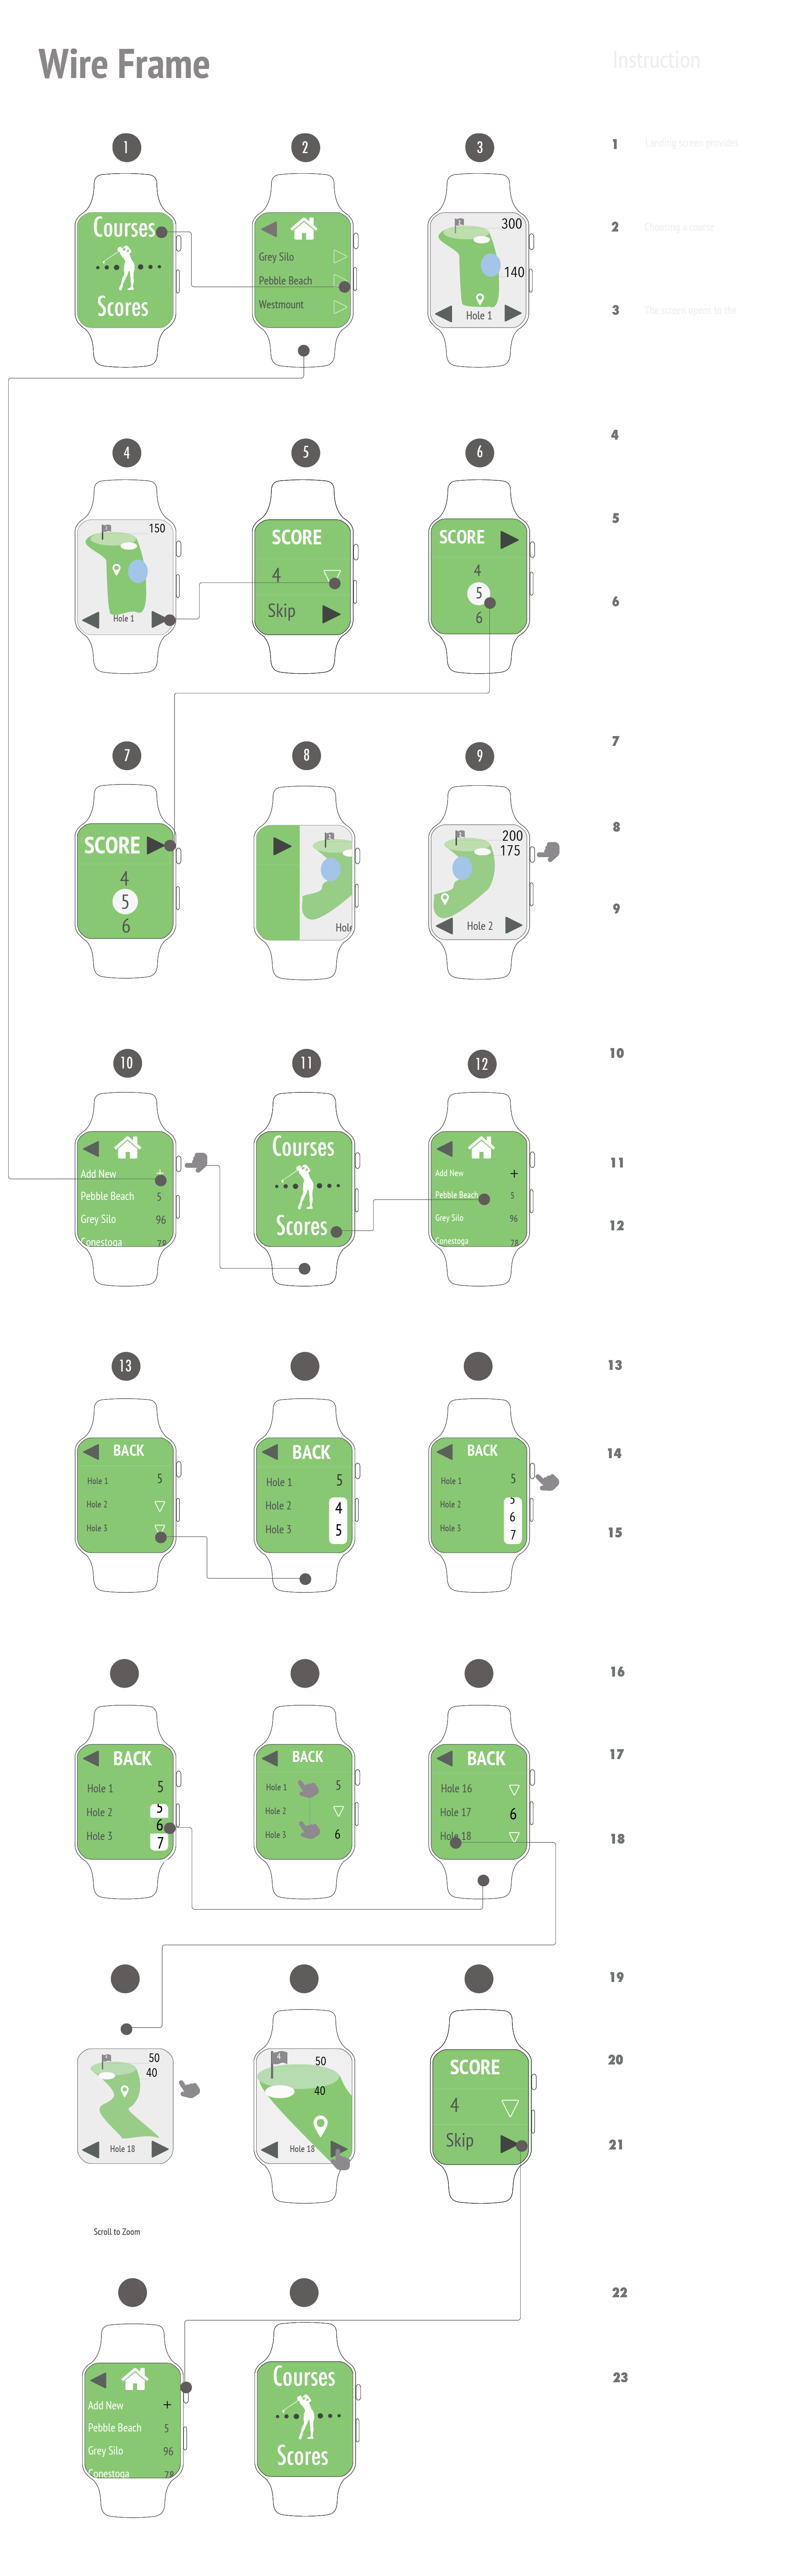 Wire Frame
Instruction
1
2
3
1 Landing screen provides
2 Choosing a course
3 The screen opens to the
Courses
Scores
Grey Silo
Pebble Beach
Westmount
1
300
140
Hole 1
4
5
6
4
5
6
150
Hole 1
SCORE
4
Skip
SCORE
4
5
6
7
8
9
7
8
9
SCORE
4
5
6
Hole
200
175
Hole 2
10
11
12
10
11
12
Add New +
Pebble Beach 5
Grey Silo 96
Conestoga 78
Courses
Scores
Add New +
Pebble Beach 5
Grey Silo 96
Conestoga 78
13
13
14
15
BACK
Hole 1 5
Hole 2
Hole 3
BACK
Hole 1 5
Hole 2 4
Hole 3 5
BACK
Hole 1 5
Hole 2 5
6
Hole 3 7
16
17
18
BACK
Hole 1 5
Hole 2 5
6
Hole 3 7
BACK
Hole 1 5
Hole 2
Hole 3 6
BACK
Hole 16
Hole 17 6
Hole 18
19
20
21
50
40
Hole 18
50
40
Hole 18
SCORE
4
Skip
Scroll to Zoom
22
23
Add New +
Pebble Beach 5
Grey Silo 96
Conestoga 78
Courses
Scores